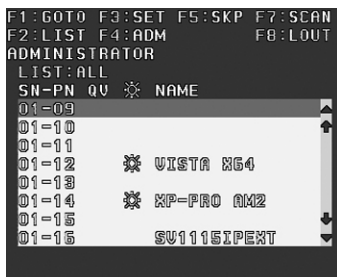 F1:GOTO F3:SET F5:SKP F7:SCAN
F2:LIST F4:ADM F8:LOUT
ADMINISTRATOR
LIST:ALL
SN-PN QV NAME
01-09
01-10
01-11
01-12 VISTA X64
01-13
01-14 XP-PRO AM2
01-15
01-16 SV1115IPEXT